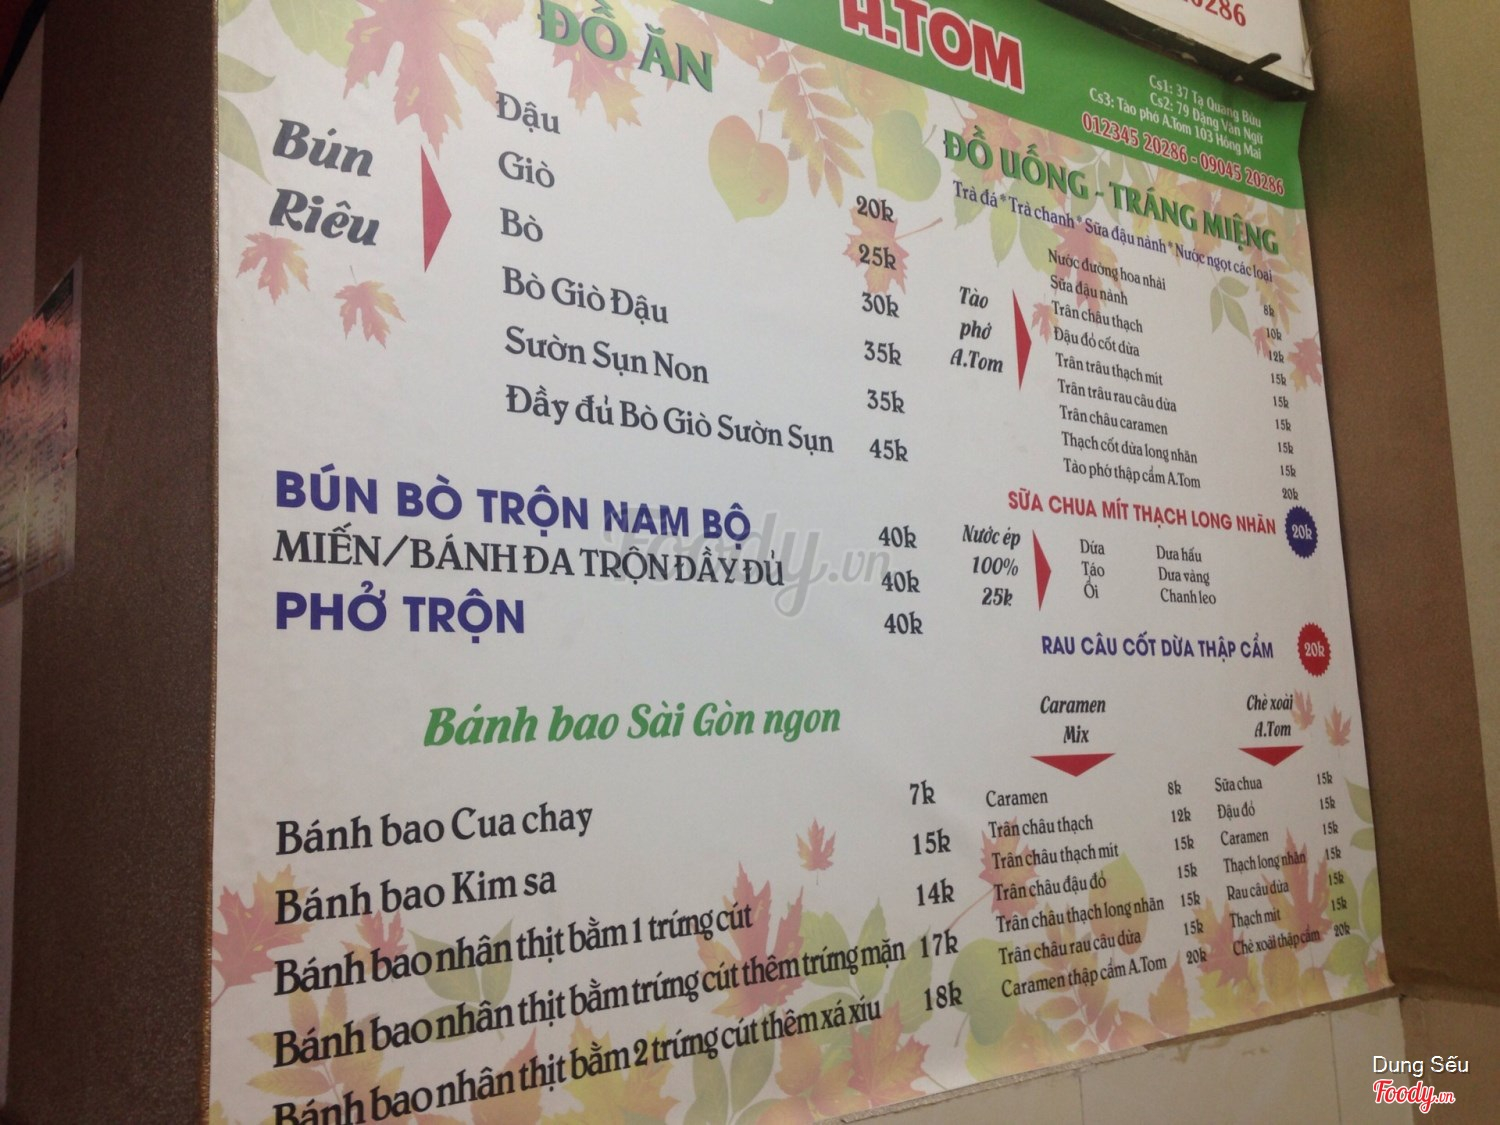 20286
A.TOM
Cs1: 37 Tạ Quang Bửu
Cs2: 79 Đặng Văn Ngữ
Cs3: Tào phớ A.Tom 103 Hồng Mai
012345 20286 - 09045 20286
ĐỒ ĂN
Bún
Riêu
Đậu 20k
Giò 25k
Bò 30k
Bò Giò Đậu 35k
Sườn Sụn Non 35k
Đầy đủ Bò Giò Sườn Sụn 45k
BÚN BÒ TRỘN NAM BỘ 40k
MIẾN/BÁNH ĐA TRỘN ĐẦY ĐỦ 40k
PHỞ TRỘN 40k
Bánh bao Sài Gòn ngon
Bánh bao Cua chay 7k
Bánh bao Kim sa 15k
Bánh bao nhân thịt bằm 1 trứng cút 14k
Bánh bao nhân thịt bằm trứng cút thêm trứng mặn 17k
Bánh bao nhân thịt bằm 2 trứng cút thêm xá xíu 18k
ĐỒ UỐNG - TRÁNG MIỆNG
Trà đá * Trà chanh * Sữa đậu nành * Nước ngọt các loại
Tào
phớ
A.Tom
Nước đường hoa nhài 8k
Sữa đậu nành 10k
Trân châu thạch 12k
Đậu đỏ cốt dừa 15k
Trân trâu thạch mít 15k
Trân trâu rau câu dừa 15k
Trân châu caramen 15k
Thạch cốt dừa long nhãn 15k
Tào phớ thập cẩm A.Tom 20k
SỮA CHUA MÍT THẠCH LONG NHÃN 20k
Nước ép
100%
25k
Dứa Dưa hấu
Táo Dưa vàng
Ổi Chanh leo
RAU CÂU CỐT DỪA THẬP CẨM 20k
Caramen
Mix
Caramen 8k
Trân châu thạch 12k
Trân châu thạch mít 15k
Trân châu đậu đỏ 15k
Trân châu thạch long nhãn 15k
Trân châu rau câu dừa 15k
Caramen thập cẩm A.Tom 20k
Chè xoài
A.Tom
Sữa chua 15k
Đậu đỏ 15k
Caramen 15k
Thạch long nhãn 15k
Rau câu dừa 15k
Thạch mít 15k
Chè xoài thập cẩm 20k
Foody.vn
Dung Sếu
Foody.vn